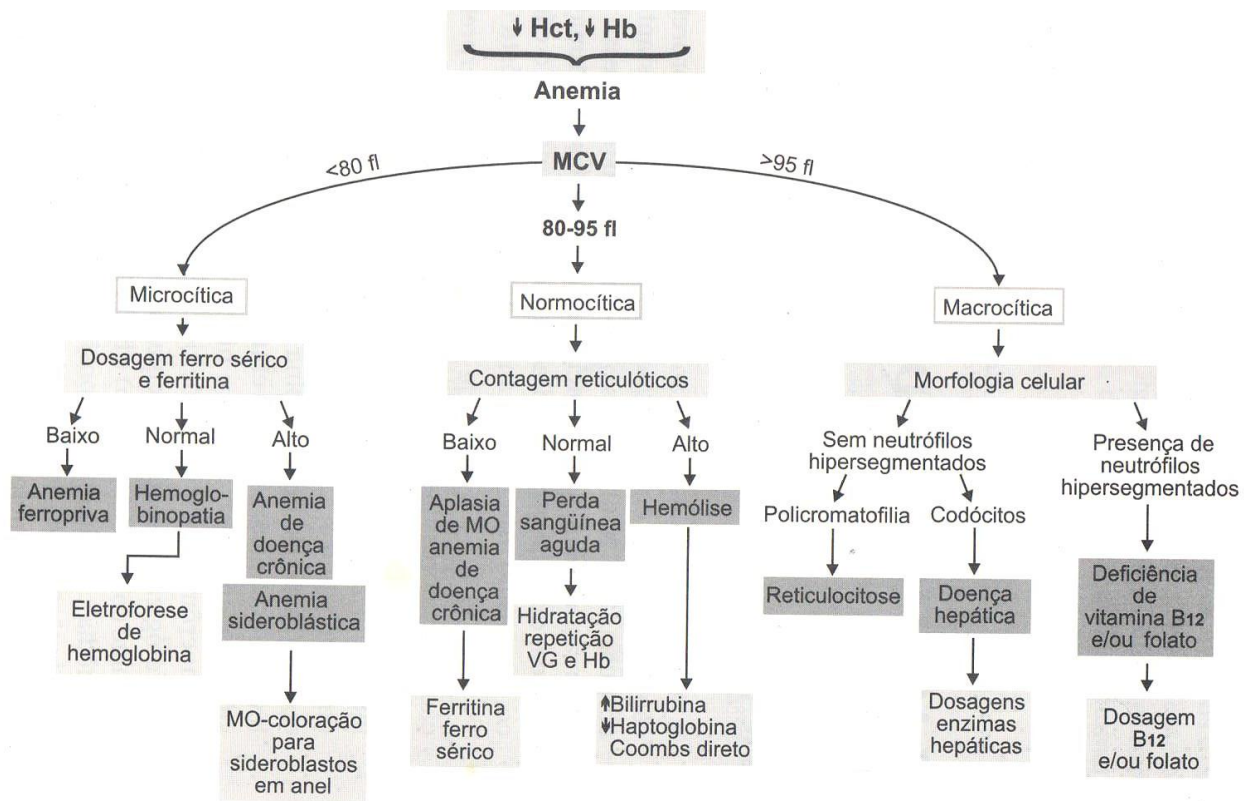 ↓ Hct, ↓ Hb
Anemia
MCV
<80 fl
80-95 fl
>95 fl
Microcítica
Dosagem ferro sérico
e ferritina
Baixo
Anemia
ferropriva
Normal
Hemoglo-
binopatia
Eletroforese
de
hemoglobina
Alto
Anemia
de
doença
crônica
Anemia
sideroblástica
MO-coloração
para
sideroblastos
em anel
Normocítica
Contagem reticulóticos
Baixo
Aplasia
de MO
anemia
de
doença
crônica
Ferritina
ferro
sérico
Normal
Perda
sangüínea
aguda
Hidratação
repetição
VG e Hb
Alto
Hemólise
↑Bilirrubina
↓Haptoglobina
Coombs direto
Macrocítica
Morfologia celular
Sem neutrófilos
hipersegmentados
Policromatofilia
Reticulocitose
Codócitos
Doença
hepática
Dosagens
enzimas
hepáticas
Presença de
neutrófilos
hipersegmentados
Deficiência
de
vitamina B12
e/ou folato
Dosagem
B12
e/ou folato